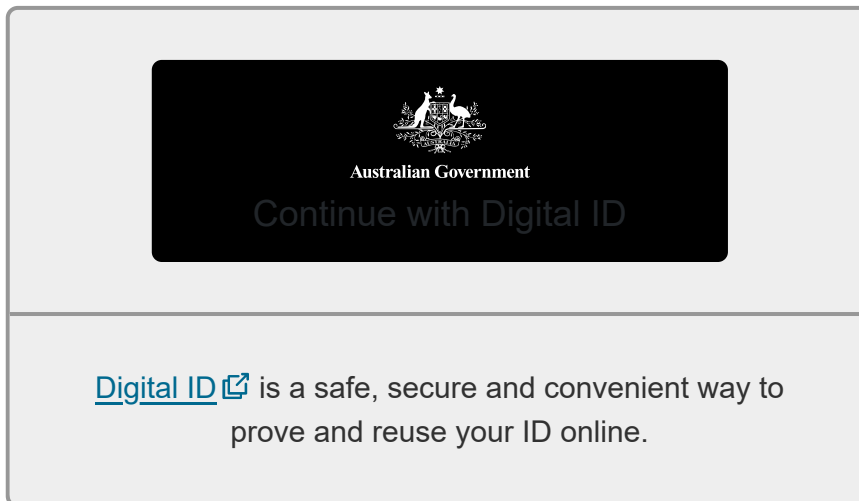 AUSTRALIA
Australian Government
Continue with Digital ID
Digital ID is a safe, secure and convenient way to
prove and reuse your ID online.